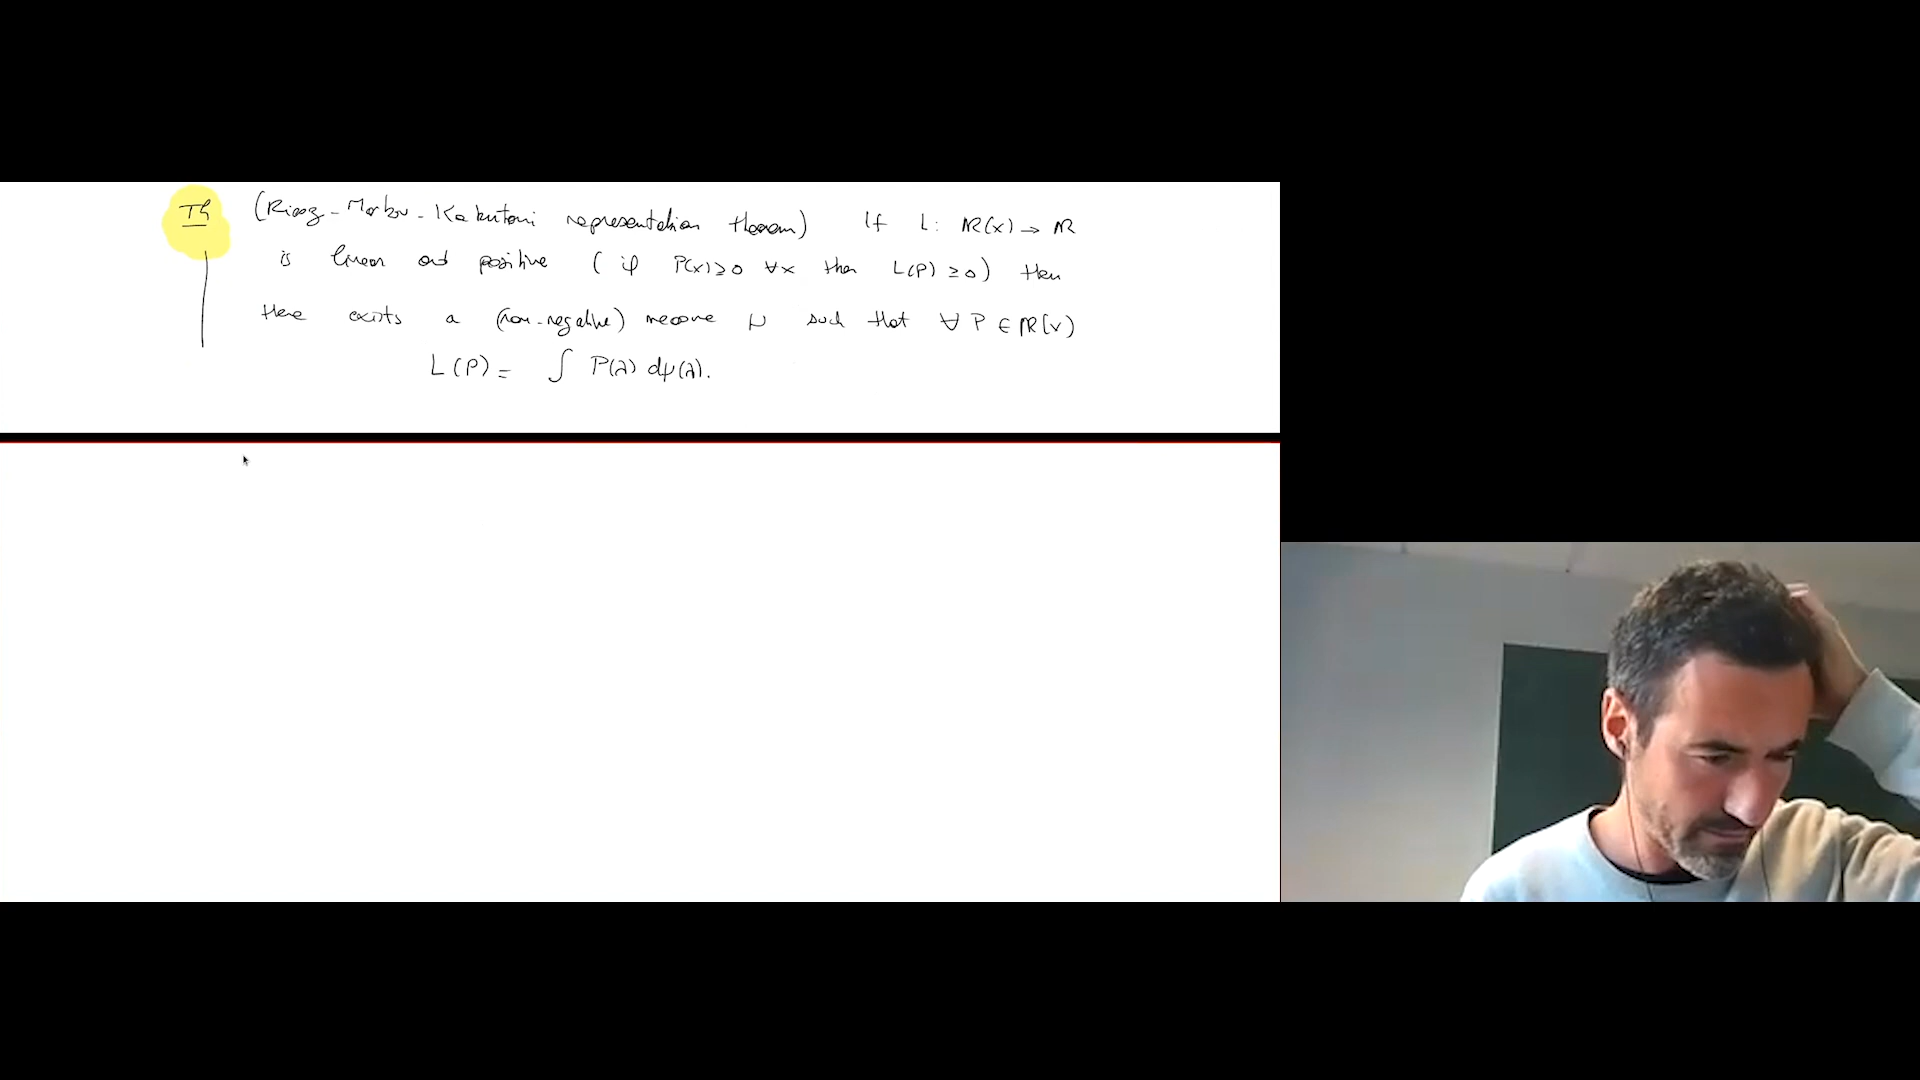 Th (Riesz-Markov-Kakutani representation theorem) If L: ℝ(x) → ℝ
is linear and positive ( if P(x) ≥ 0 ∀x then L(P) ≥ 0) then
there exists a (non-negative) measure μ such that ∀ P ∈ ℝ(x)
L(P) = ∫ P(λ) dμ(λ).